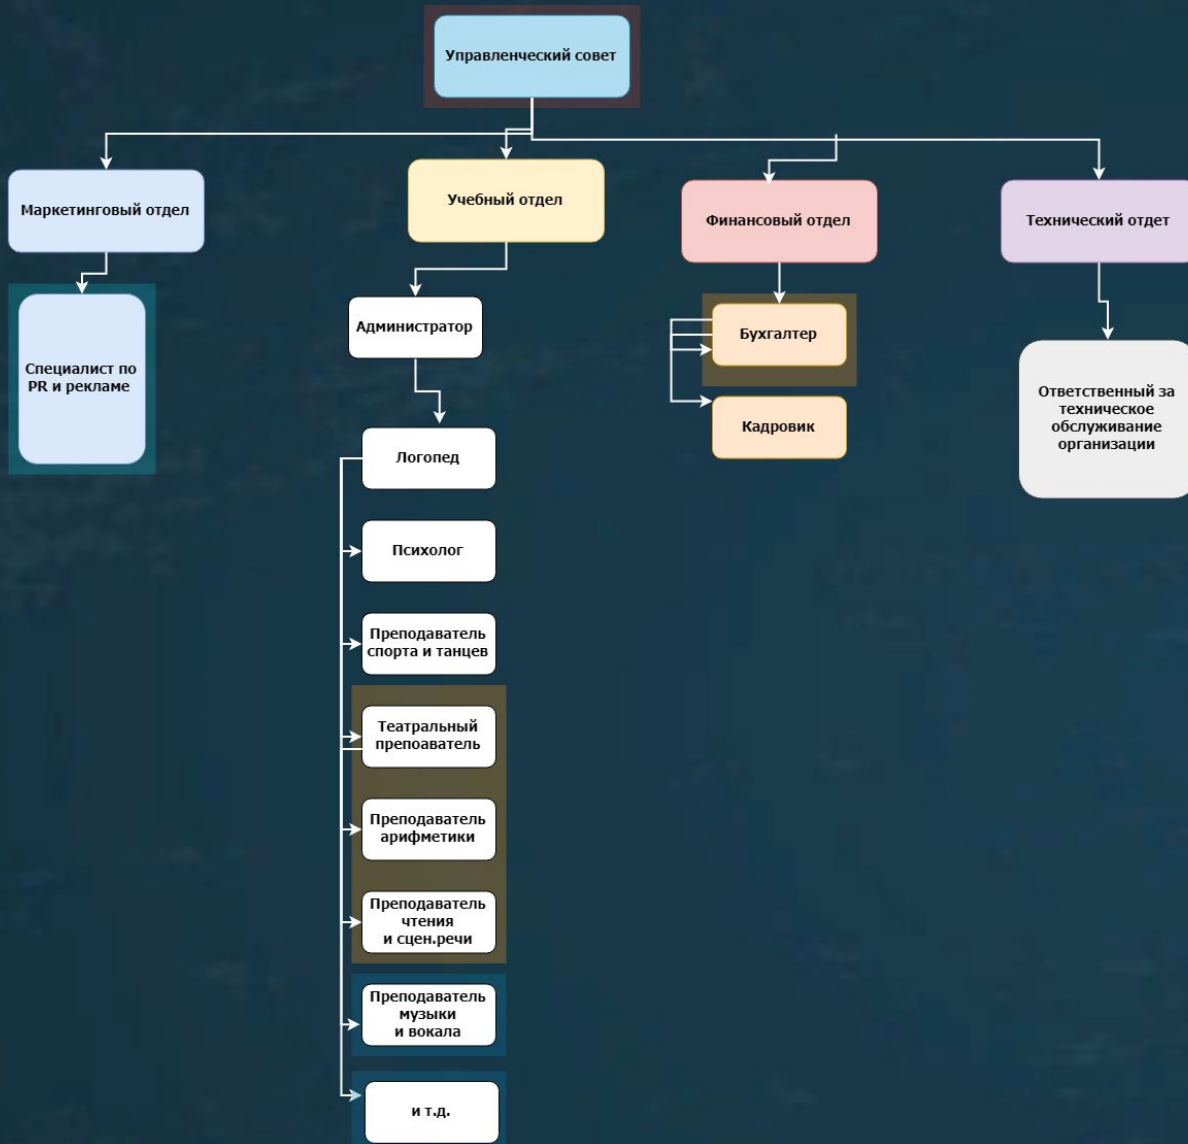 Управленческий совет
Маркетинговый отдел
Учебный отдел
Финансовый отдел
Технический отдет
Специалист по
PR и рекламе
Администратор
Бухгалтер
Кадровик
Ответственный за
техническое
обслуживание
организации
Логопед
Психолог
Преподаватель
спорта и танцев
Театральный
препоаватель
Преподаватель
арифметики
Преподаватель
чтения
и сцен.речи
Преподаватель
музыки
и вокала
и т.д.